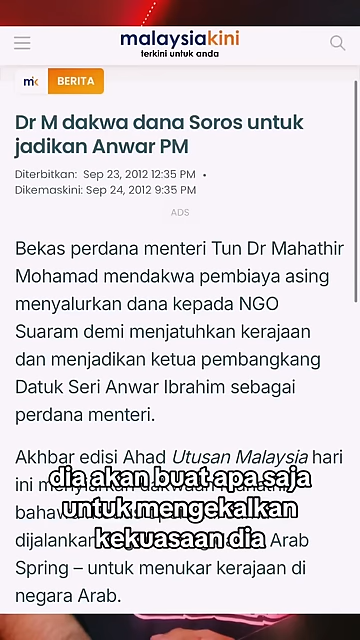 malaysiakini
terkini untuk anda
mk BERITA
Dr M dakwa dana Soros untuk
jadikan Anwar PM
Diterbitkan: Sep 23, 2012 12:35 PM •
Dikemaskini: Sep 24, 2012 9:35 PM
ADS
Bekas perdana menteri Tun Dr Mahathir
Mohamad mendakwa pembiaya asing
menyalurkan dana kepada NGO
Suaram demi menjatuhkan kerajaan
dan menjadikan ketua pembangkang
Datuk Seri Anwar Ibrahim sebagai
perdana menteri.
Akhbar edisi Ahad Utusan Malaysia hari
dia akan buat apa saja
ini
untuk mengekalkan
bahawa
kekuasaan dia
dijalankan Arab
Spring – untuk menukar kerajaan di
negara Arab.